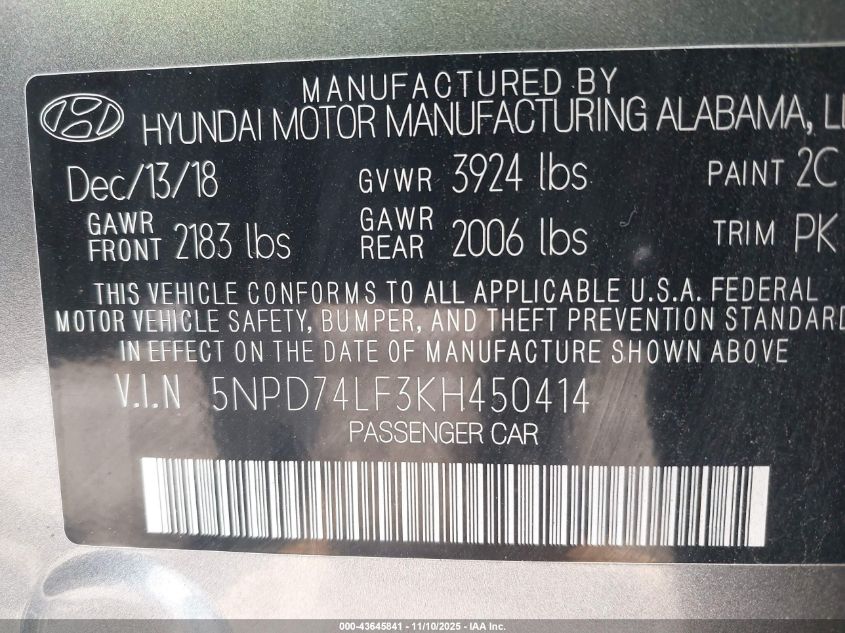 MANUFACTURED BY
HYUNDAI MOTOR MANUFACTURING ALABAMA, LL
Dec/13/18 GVWR 3924 lbs PAINT 2C
GAWR FRONT 2183 lbs GAWR REAR 2006 lbs TRIM PK
THIS VEHICLE CONFORMS TO ALL APPLICABLE U.S.A. FEDERAL
MOTOR VEHICLE SAFETY, BUMPER, AND THEFT PREVENTION STANDARD
IN EFFECT ON THE DATE OF MANUFACTURE SHOWN ABOVE
V.I.N 5NPD74LF3KH450414
PASSENGER CAR
000-43645841 - 11/10/2025 - IAA Inc.